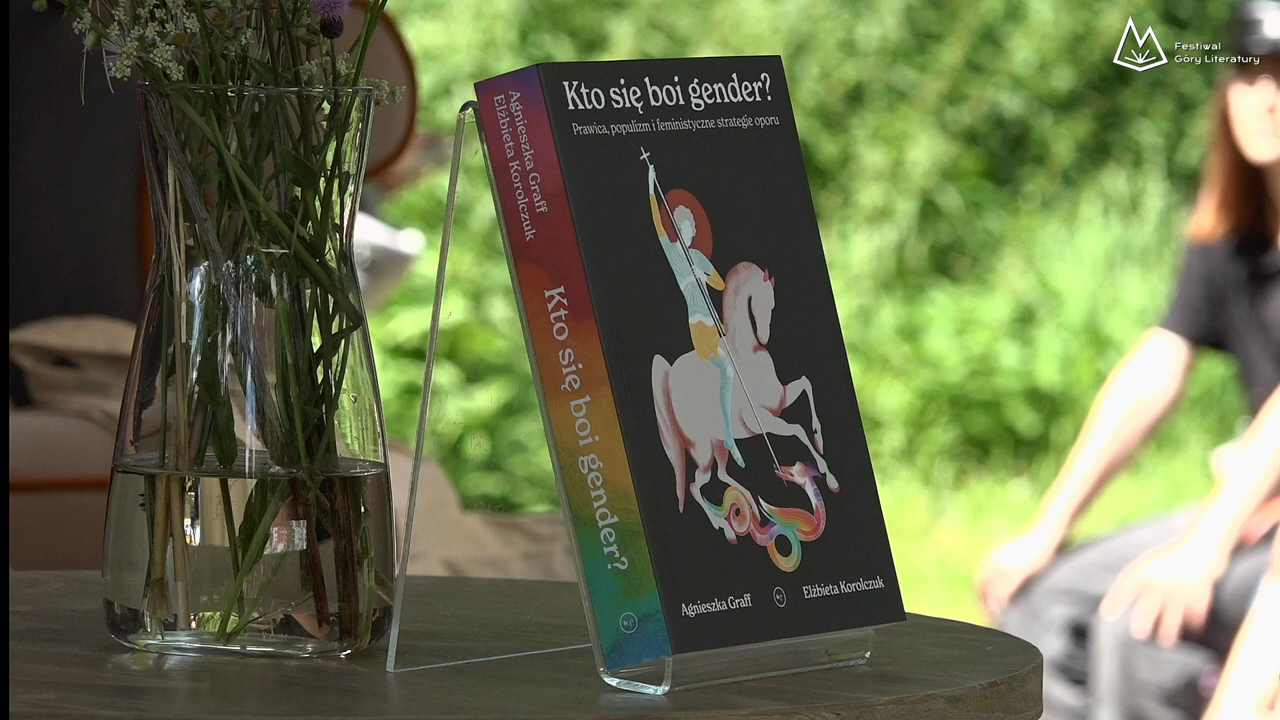 Festiwal
Góry Literatury
Kto się boi gender?
Prawica, populizm i feministyczne strategie oporu
Agnieszka Graff
Elżbieta Korolczuk
Agnieszka Graff
Elżbieta Korolczuk
Kto się boi gender?